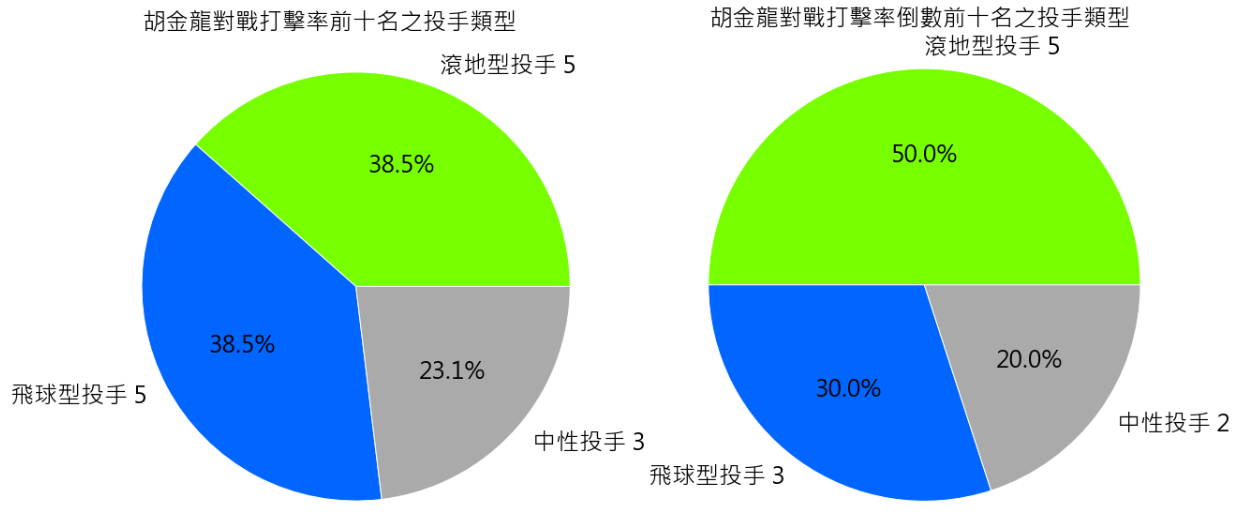 胡金龍對戰打擊率前十名之投手類型
滾地型投手 5
38.5%
38.5%
23.1%
飛球型投手 5
中性投手 3
胡金龍對戰打擊率倒數前十名之投手類型
滾地型投手 5
50.0%
30.0%
20.0%
中性投手 2
飛球型投手 3